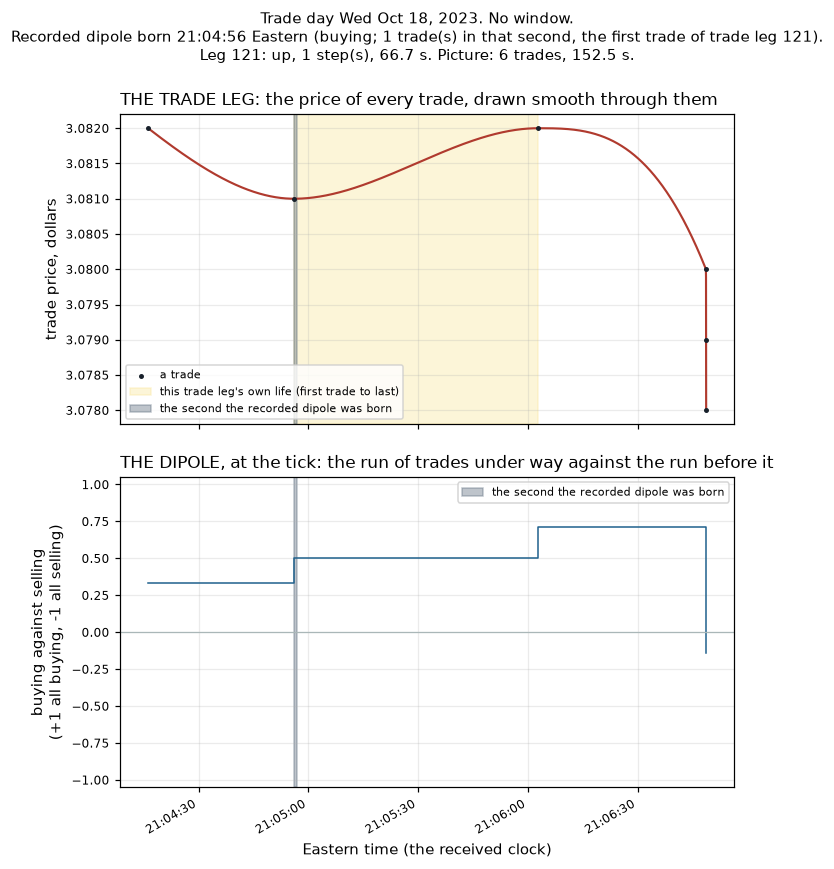 Trade day Wed Oct 18, 2023. No window.
Recorded dipole born 21:04:56 Eastern (buying; 1 trade(s) in that second, the first trade of trade leg 121).
Leg 121: up, 1 step(s), 66.7 s. Picture: 6 trades, 152.5 s.
THE TRADE LEG: the price of every trade, drawn smooth through them
trade price, dollars
3.0820
3.0815
3.0810
3.0805
3.0800
3.0795
3.0790
3.0785
3.0780
a trade
this trade leg's own life (first trade to last)
the second the recorded dipole was born
THE DIPOLE, at the tick: the run of trades under way against the run before it
buying against selling
(+1 all buying, -1 all selling)
1.00
0.75
0.50
0.25
0.00
−0.25
−0.50
−0.75
−1.00
the second the recorded dipole was born
21:04:30
21:05:00
21:05:30
21:06:00
21:06:30
Eastern time (the received clock)